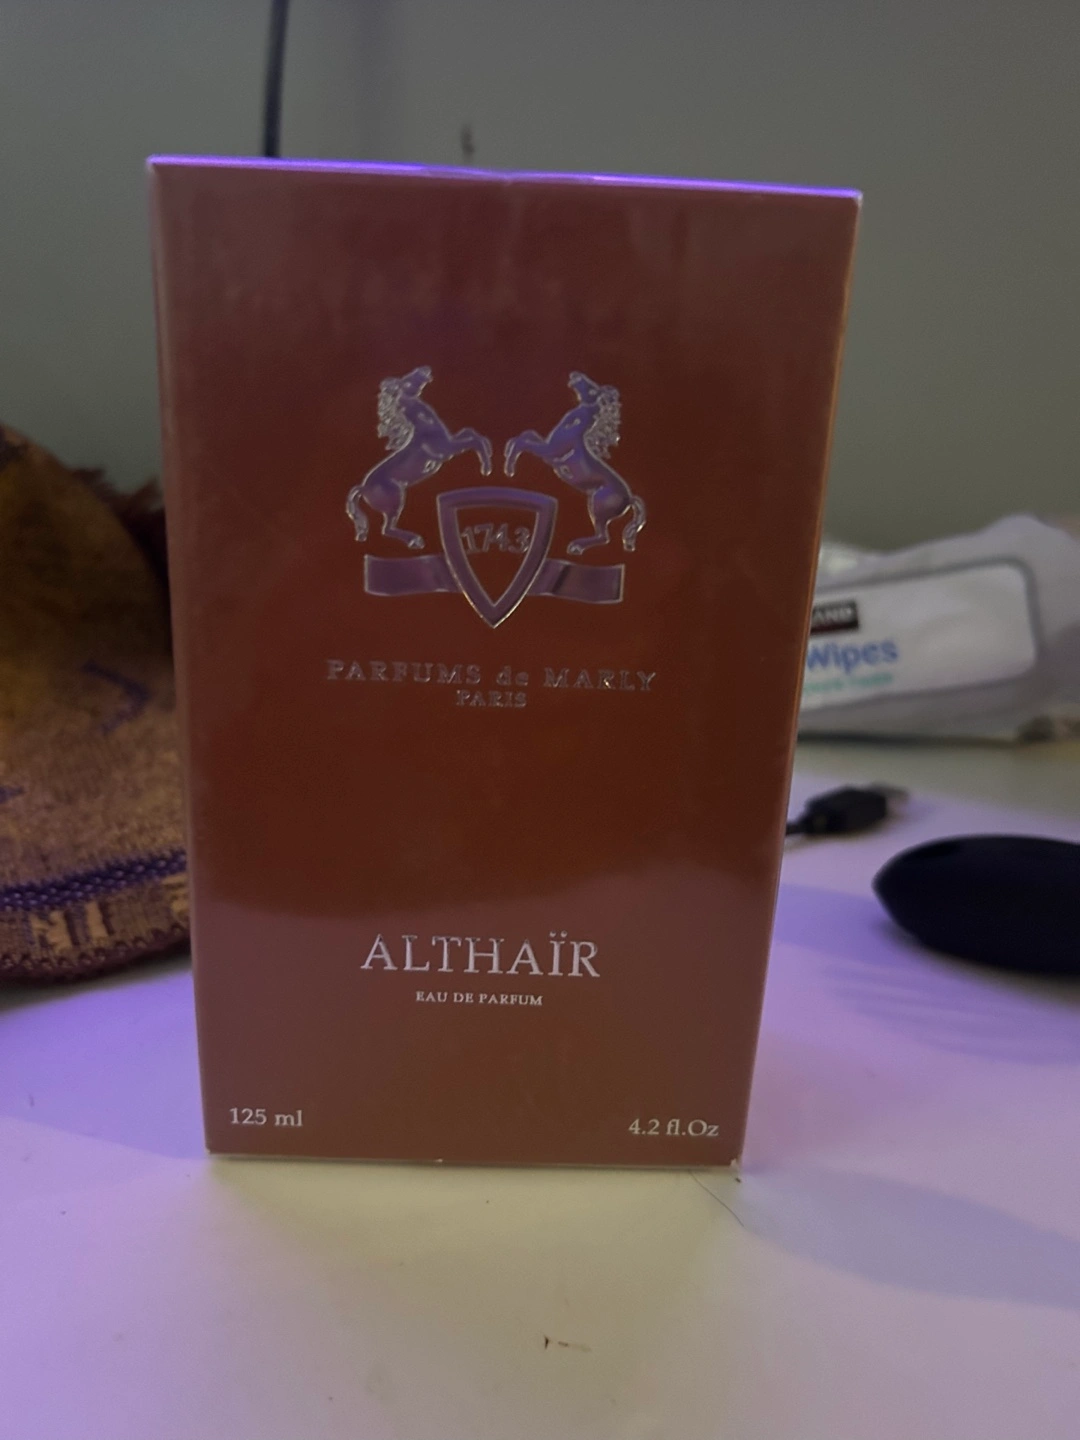 1743
PARFUMS de MARLY
PARIS
ALTHAÏR
EAU DE PARFUM
125 ml
4.2 fl.Oz
Wipes